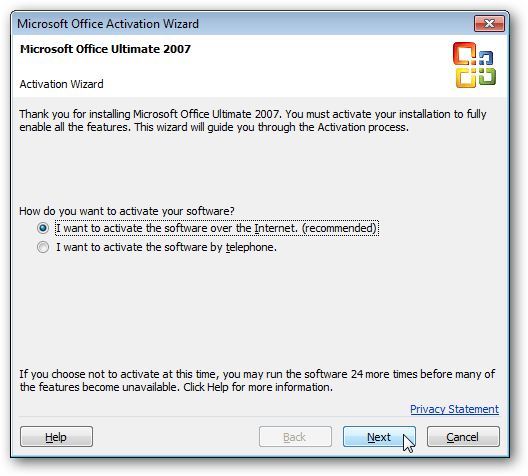 Microsoft Office Activation Wizard
Microsoft Office Ultimate 2007
Activation Wizard
Thank you for installing Microsoft Office Ultimate 2007. You must activate your installation to fully
enable all the features. This wizard will guide you through the Activation process.
How do you want to activate your software?
I want to activate the software over the Internet. (recommended)
I want to activate the software by telephone.
If you choose not to activate at this time, you may run the software 24 more times before many of
the features become unavailable. Click Help for more information.
Privacy Statement
Help Back Next Cancel